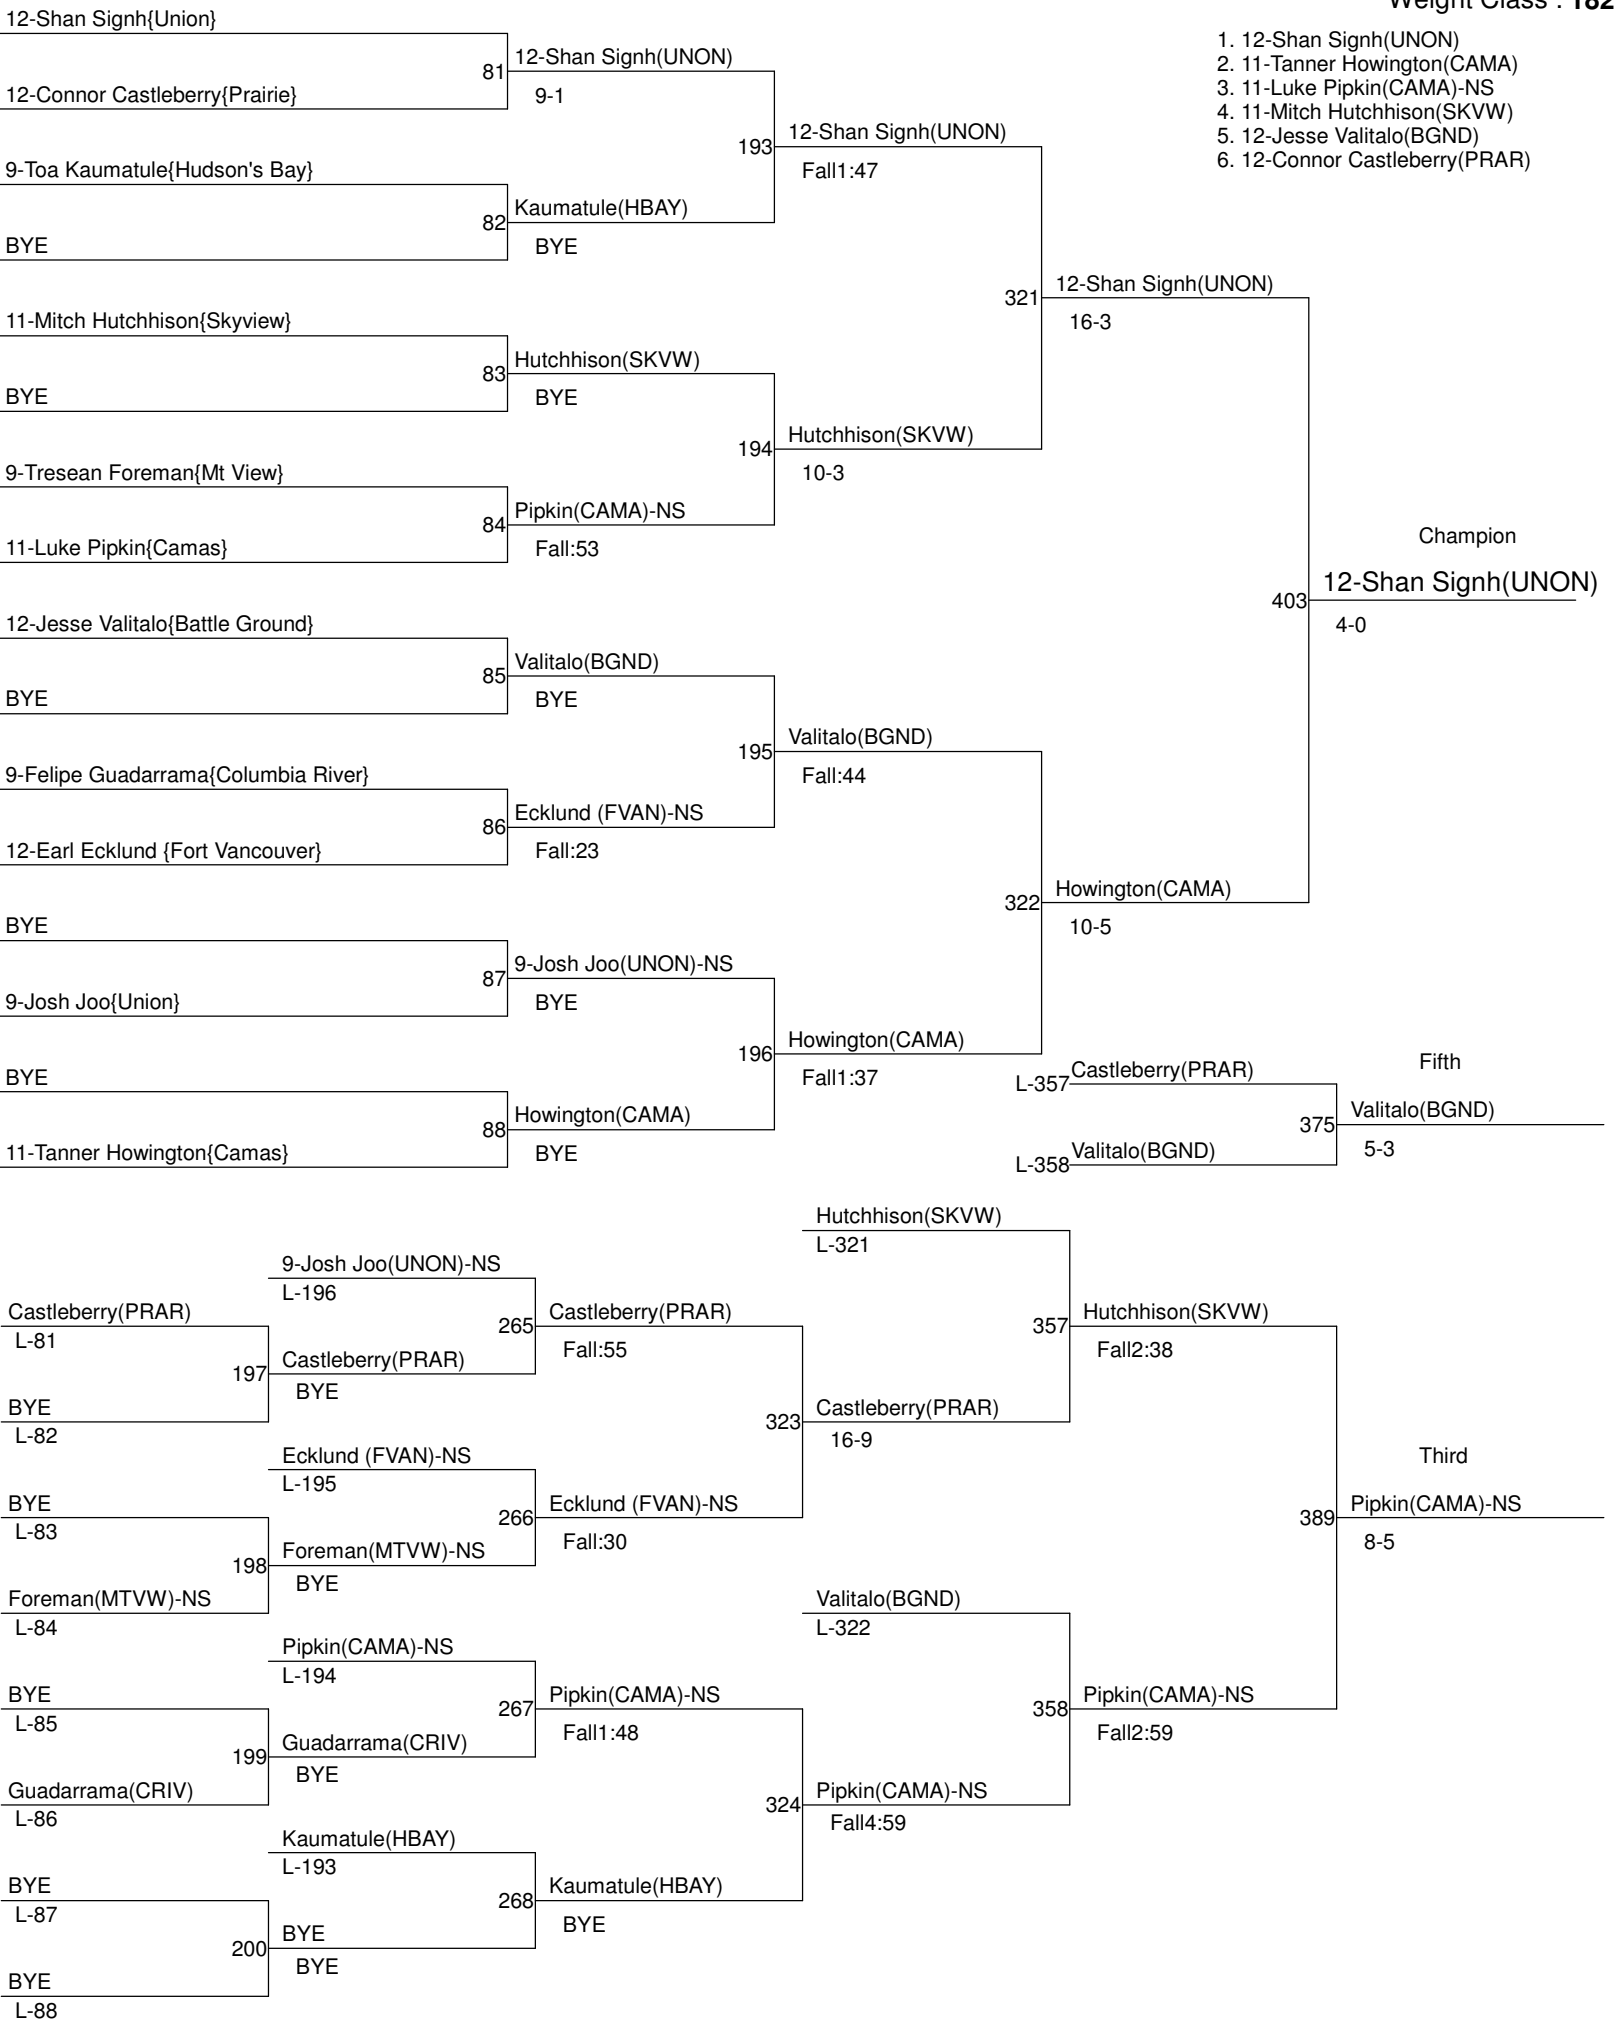 Weight Class : 182
1. 12-Shan Signh(UNON)
2. 11-Tanner Howington(CAMA)
3. 11-Luke Pipkin(CAMA)-NS
4. 11-Mitch Hutchhison(SKVW)
5. 12-Jesse Valitalo(BGND)
6. 12-Connor Castleberry(PRAR)
12-Shan Signh{Union}
12-Connor Castleberry{Prairie}
9-Toa Kaumatule{Hudson's Bay}
BYE
11-Mitch Hutchhison{Skyview}
BYE
9-Tresean Foreman{Mt View}
11-Luke Pipkin{Camas}
12-Jesse Valitalo{Battle Ground}
BYE
9-Felipe Guadarrama{Columbia River}
12-Earl Ecklund {Fort Vancouver}
BYE
9-Josh Joo{Union}
BYE
11-Tanner Howington{Camas}
81
12-Shan Signh(UNON)
9-1
82
Kaumatule(HBAY)
BYE
83
Hutchhison(SKVW)
BYE
84
Pipkin(CAMA)-NS
Fall:53
85
Valitalo(BGND)
BYE
86
Ecklund (FVAN)-NS
Fall:23
87
9-Josh Joo(UNON)-NS
BYE
88
Howington(CAMA)
BYE
193
12-Shan Signh(UNON)
Fall1:47
194
Hutchhison(SKVW)
10-3
195
Valitalo(BGND)
Fall:44
196
Howington(CAMA)
Fall1:37
321
12-Shan Signh(UNON)
16-3
322
Howington(CAMA)
10-5
Champion
403
12-Shan Signh(UNON)
4-0
Fifth
L-357
Castleberry(PRAR)
L-358
Valitalo(BGND)
375
Valitalo(BGND)
5-3
Castleberry(PRAR)
L-81
BYE
L-82
BYE
L-83
Foreman(MTVW)-NS
L-84
BYE
L-85
Guadarrama(CRIV)
L-86
BYE
L-87
BYE
L-88
9-Josh Joo(UNON)-NS
L-196
197
Castleberry(PRAR)
BYE
Ecklund (FVAN)-NS
L-195
198
Foreman(MTVW)-NS
BYE
Pipkin(CAMA)-NS
L-194
199
Guadarrama(CRIV)
BYE
Kaumatule(HBAY)
L-193
200
BYE
BYE
265
Castleberry(PRAR)
Fall:55
266
Ecklund (FVAN)-NS
Fall:30
267
Pipkin(CAMA)-NS
Fall1:48
268
Kaumatule(HBAY)
BYE
Hutchhison(SKVW)
L-321
323
Castleberry(PRAR)
16-9
Valitalo(BGND)
L-322
324
Pipkin(CAMA)-NS
Fall4:59
357
Hutchhison(SKVW)
Fall2:38
358
Pipkin(CAMA)-NS
Fall2:59
Third
389
Pipkin(CAMA)-NS
8-5